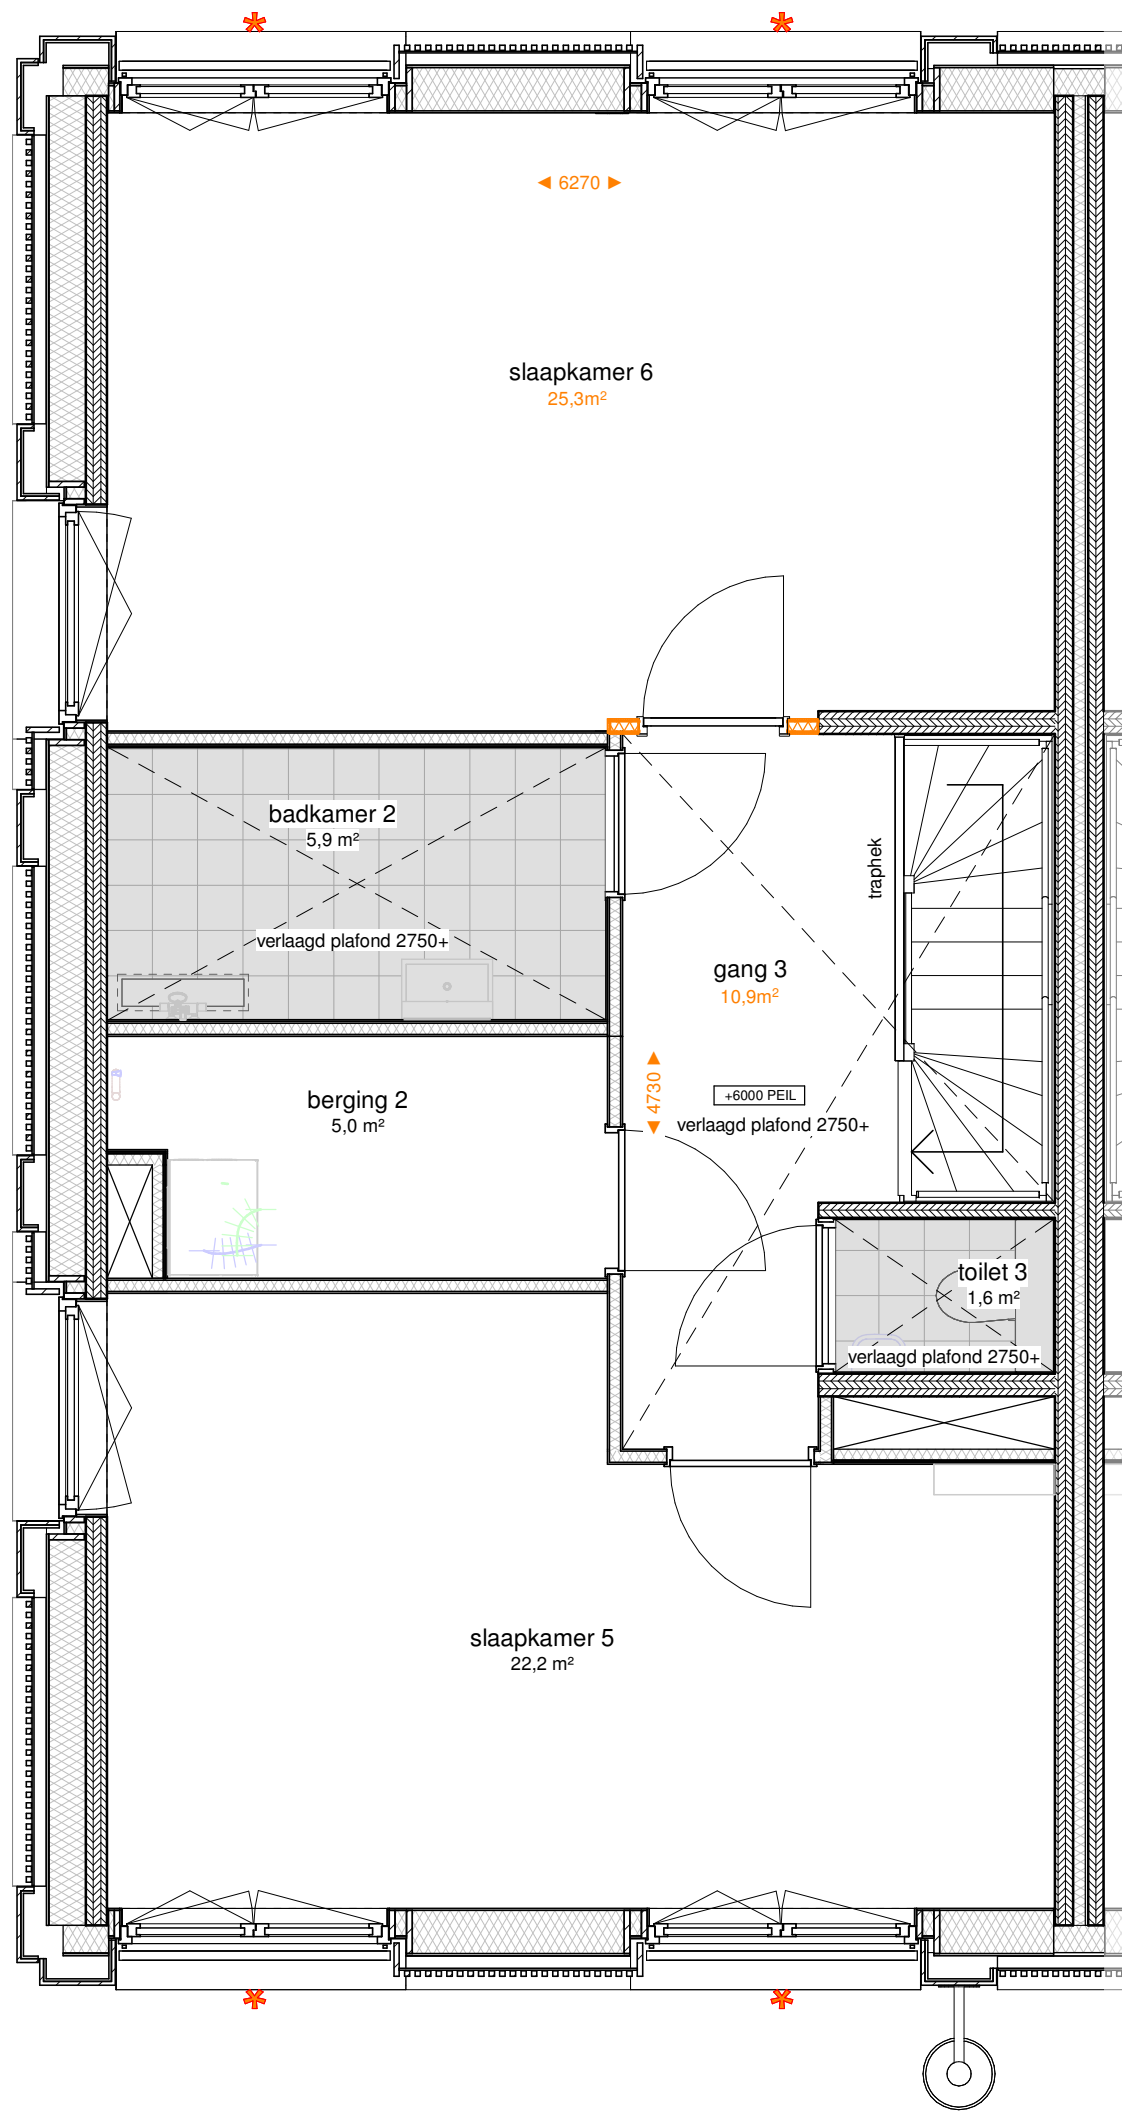 *
*
◄ 6270 ►
slaapkamer 6
25,3m²
badkamer 2
5,9 m²
verlaagd plafond 2750+
traphek
gang 3
10,9m²
◄ 4730 ►
+6000 PEIL
verlaagd plafond 2750+
berging 2
5,0 m²
toilet 3
1,6 m²
verlaagd plafond 2750+
slaapkamer 5
22,2 m²
*
*